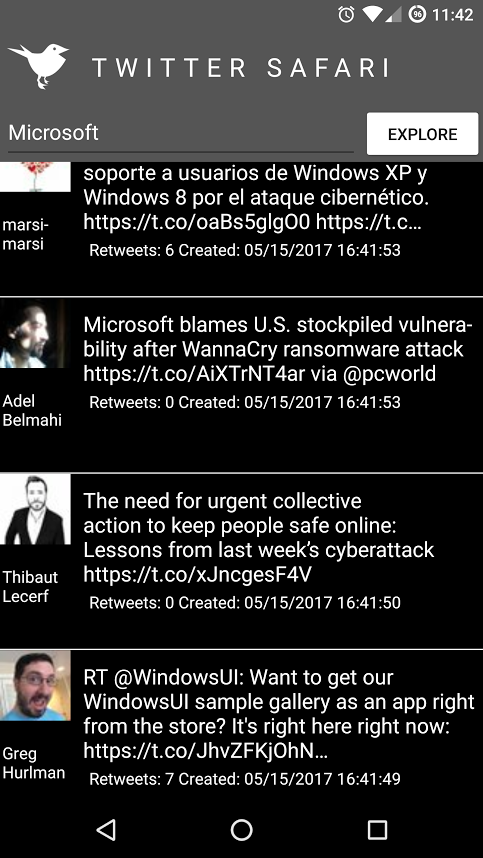 96 11:42
TWITTER SAFARI
Microsoft
EXPLORE
soporte a usuarios de Windows XP y
Windows 8 por el ataque cibernético.
https://t.co/oaBs5glgO0 https://t.c…
marsi-
marsi
Retweets: 6 Created: 05/15/2017 16:41:53
Microsoft blames U.S. stockpiled vulnera-
bility after WannaCry ransomware attack
https://t.co/AiXTrNT4ar via @pcworld
Adel
Belmahi
Retweets: 0 Created: 05/15/2017 16:41:53
The need for urgent collective
action to keep people safe online:
Lessons from last week’s cyberattack
https://t.co/xJncgesF4V
Thibaut
Lecerf
Retweets: 0 Created: 05/15/2017 16:41:50
RT @WindowsUI: Want to get our
WindowsUI sample gallery as an app right
from the store? It's right here right now:
https://t.co/JhvZFKjOhN…
Greg
Hurlman
Retweets: 7 Created: 05/15/2017 16:41:49